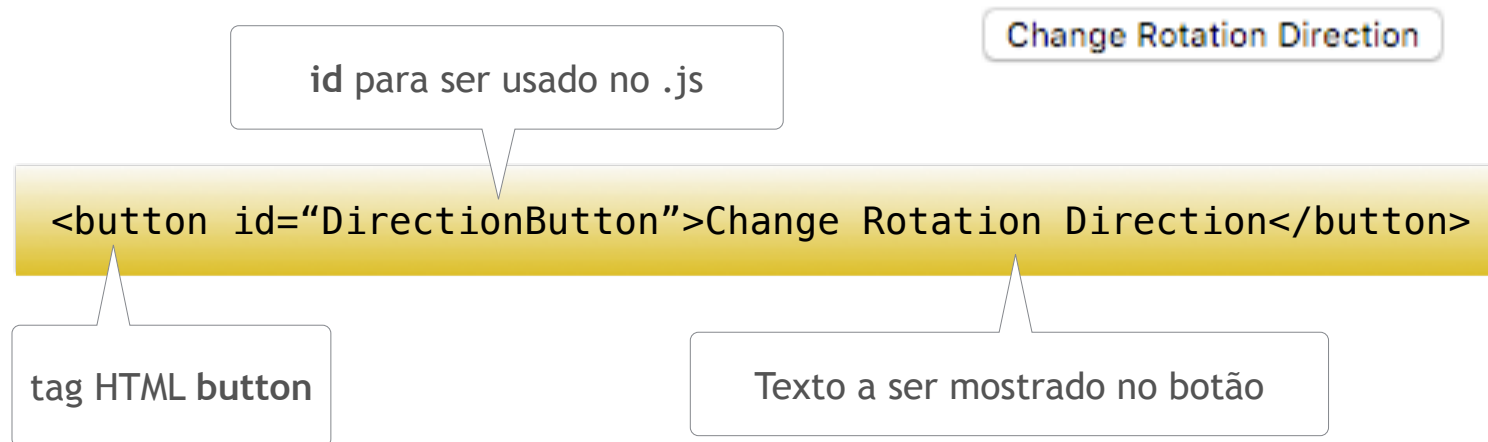 Change Rotation Direction
id para ser usado no .js
<button id=“DirectionButton”>Change Rotation Direction</button>
tag HTML button
Texto a ser mostrado no botão